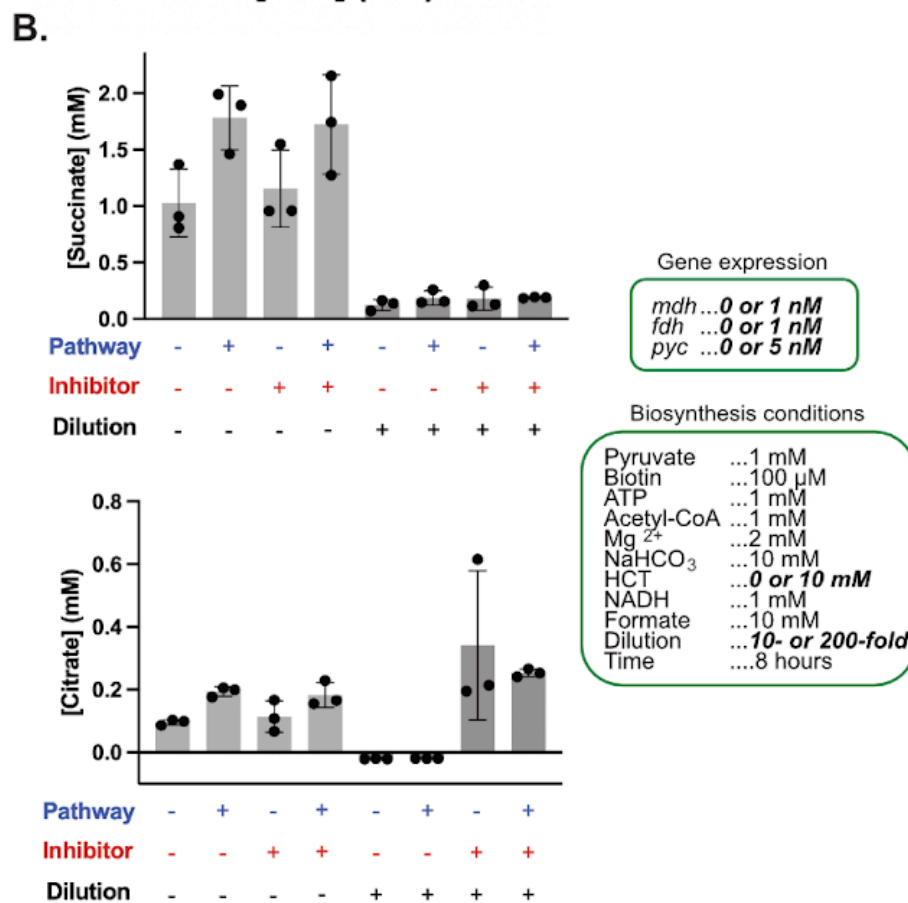 B.
[Succinate] (mM)
2.0
1.5
1.0
0.5
0.0
Pathway - + - + - + - +
Inhibitor - - + + - - + +
Dilution - - - - + + + +
Gene expression
mdh ...0 or 1 nM
fdh ...0 or 1 nM
pyc ...0 or 5 nM
Biosynthesis conditions
Pyruvate ...1 mM
Biotin ...100 µM
ATP ...1 mM
Acetyl-CoA ...1 mM
Mg 2+ ...2 mM
NaHCO3 ...10 mM
HCT ...0 or 10 mM
NADH ...1 mM
Formate ...10 mM
Dilution ...10- or 200-fold
Time ....8 hours
[Citrate] (mM)
0.8
0.6
0.4
0.2
0.0
Pathway - + - + - + - +
Inhibitor - - + + - - + +
Dilution - - - - + + + +